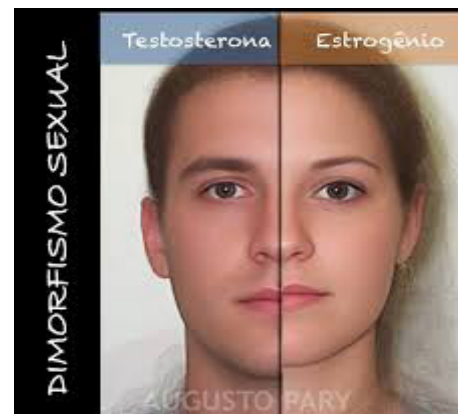 DIMORFISMO SEXUAL
Testosterona
Estrogênio
AUGUSTO PARY